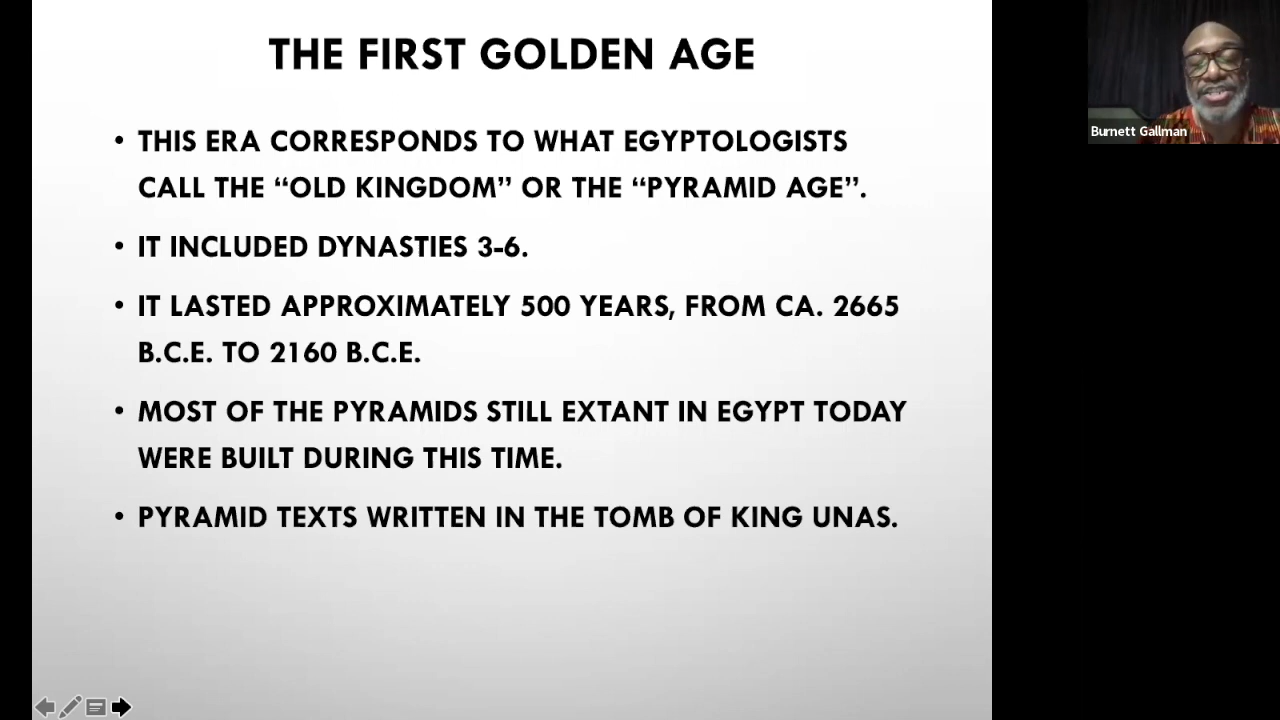 THE FIRST GOLDEN AGE
• THIS ERA CORRESPONDS TO WHAT EGYPTOLOGISTS
CALL THE “OLD KINGDOM” OR THE “PYRAMID AGE”.
• IT INCLUDED DYNASTIES 3-6.
• IT LASTED APPROXIMATELY 500 YEARS, FROM CA. 2665
B.C.E. TO 2160 B.C.E.
• MOST OF THE PYRAMIDS STILL EXTANT IN EGYPT TODAY
WERE BUILT DURING THIS TIME.
• PYRAMID TEXTS WRITTEN IN THE TOMB OF KING UNAS.
Burnett Gallman